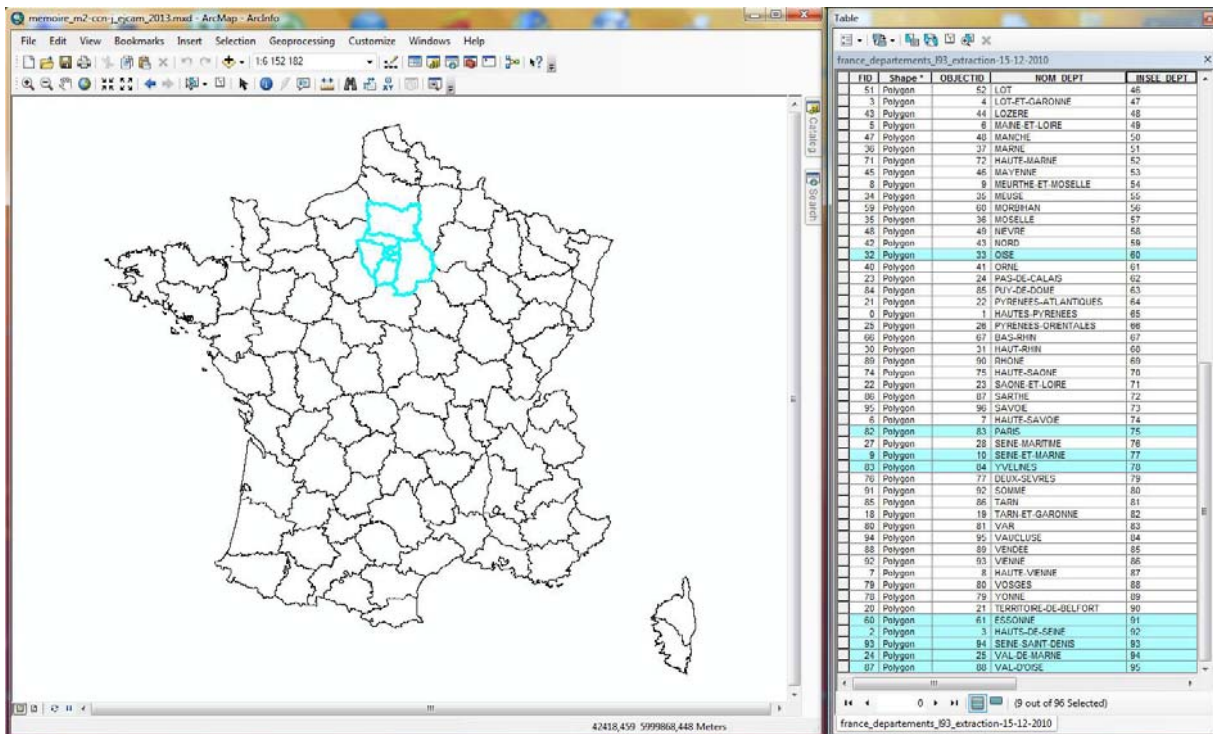 memoire_m2-ccn-j_ejcam_2013.mxd - ArcMap - ArcInfo
File Edit View Bookmarks Insert Selection Geoprocessing Customize Windows Help
1:6 152 182
Catalog
Search
42418,459 5999868,448 Meters
Table
france_departements_l93_extraction-15-12-2010
FID Shape * OBJECTID NOM_DEPT INSEE_DEPT
51 Polygon 52 LOT 46
3 Polygon 4 LOT-ET-GARONNE 47
43 Polygon 44 LOZERE 48
5 Polygon 6 MAINE-ET-LOIRE 49
47 Polygon 48 MANCHE 50
36 Polygon 37 MARNE 51
71 Polygon 72 HAUTE-MARNE 52
45 Polygon 46 MAYENNE 53
8 Polygon 9 MEURTHE-ET-MOSELLE 54
34 Polygon 35 MEUSE 55
59 Polygon 60 MORBIHAN 56
35 Polygon 36 MOSELLE 57
48 Polygon 49 NIEVRE 58
42 Polygon 43 NORD 59
32 Polygon 33 OISE 60
40 Polygon 41 ORNE 61
23 Polygon 24 PAS-DE-CALAIS 62
84 Polygon 85 PUY-DE-DOME 63
21 Polygon 22 PYRENEES-ATLANTIQUES 64
0 Polygon 1 HAUTES-PYRENEES 65
25 Polygon 26 PYRENEES-ORIENTALES 66
66 Polygon 67 BAS-RHIN 67
30 Polygon 31 HAUT-RHIN 68
89 Polygon 90 RHONE 69
74 Polygon 75 HAUTE-SAONE 70
22 Polygon 23 SAONE-ET-LOIRE 71
86 Polygon 87 SARTHE 72
95 Polygon 96 SAVOIE 73
6 Polygon 7 HAUTE-SAVOIE 74
82 Polygon 83 PARIS 75
27 Polygon 28 SEINE-MARITIME 76
9 Polygon 10 SEINE-ET-MARNE 77
83 Polygon 84 YVELINES 78
76 Polygon 77 DEUX-SEVRES 79
91 Polygon 92 SOMME 80
85 Polygon 86 TARN 81
18 Polygon 19 TARN-ET-GARONNE 82
80 Polygon 81 VAR 83
94 Polygon 95 VAUCLUSE 84
88 Polygon 89 VENDEE 85
92 Polygon 93 VIENNE 86
7 Polygon 8 HAUTE-VIENNE 87
79 Polygon 80 VOSGES 88
78 Polygon 79 YONNE 89
20 Polygon 21 TERRITOIRE-DE-BELFORT 90
60 Polygon 61 ESSONNE 91
2 Polygon 3 HAUTS-DE-SEINE 92
93 Polygon 94 SEINE-SAINT-DENIS 93
24 Polygon 25 VAL-DE-MARNE 94
87 Polygon 88 VAL-D'OISE 95
0 (9 out of 96 Selected)
france_departements_l93_extraction-15-12-2010